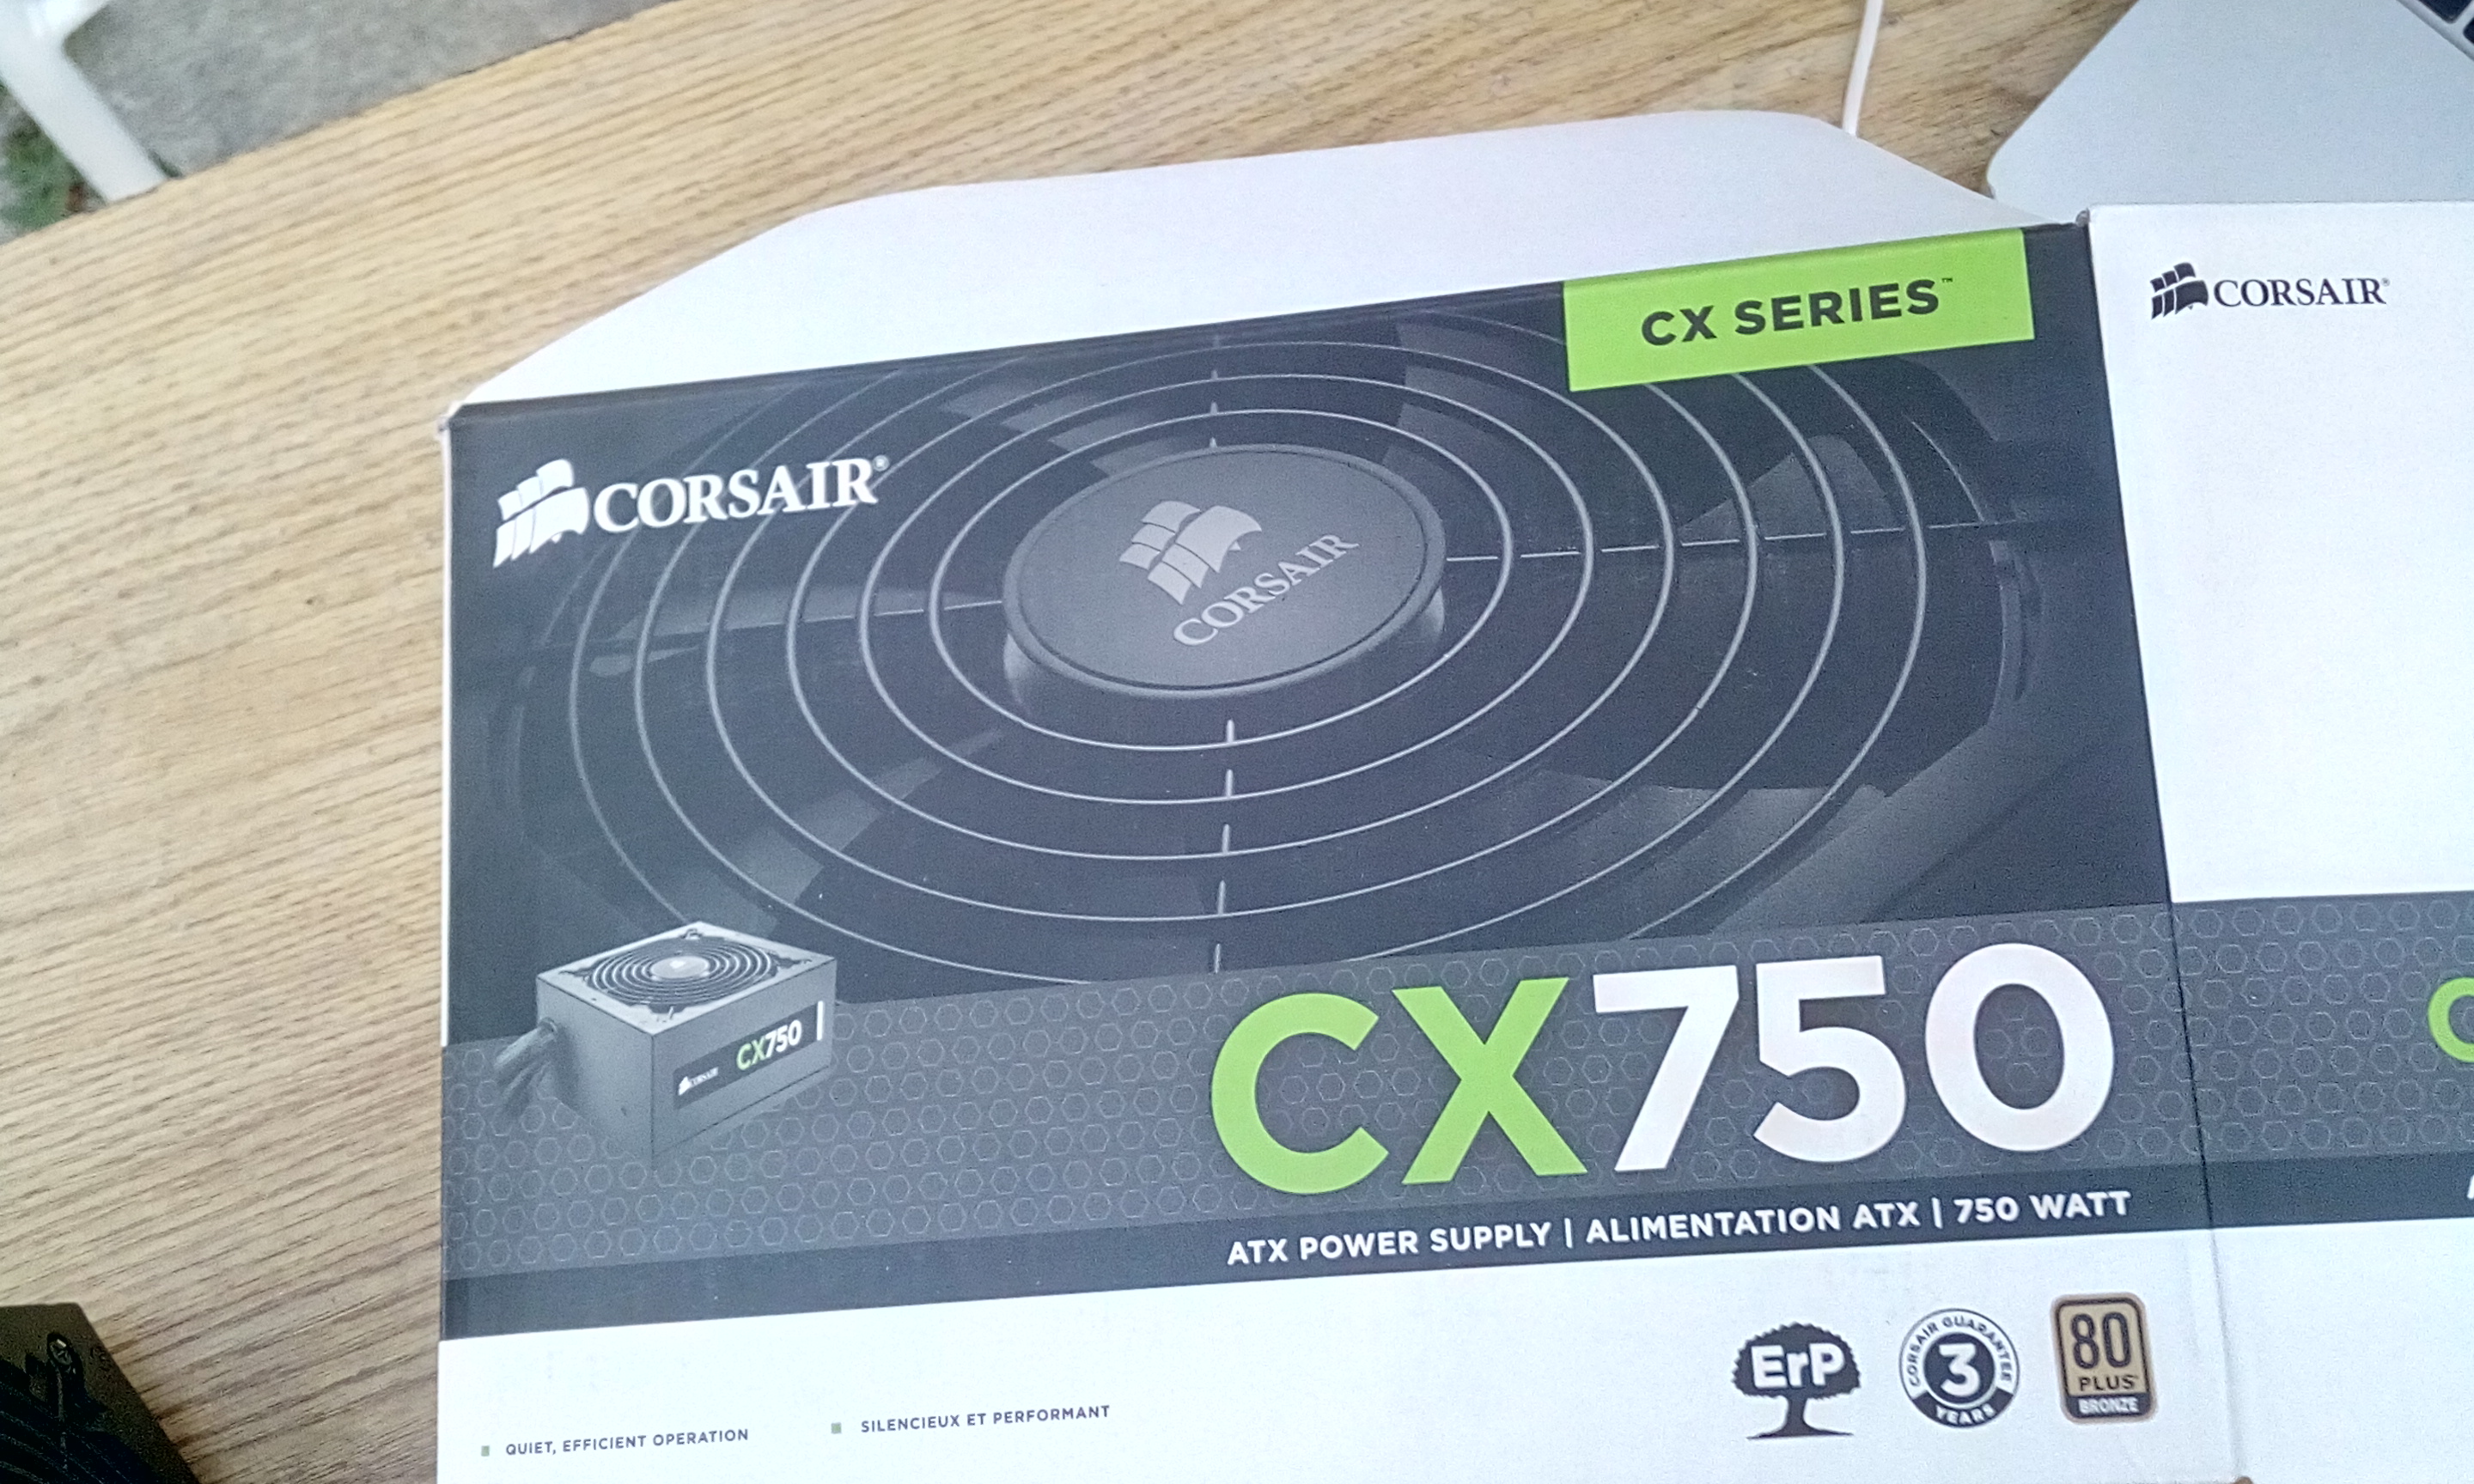 CX SERIES™
CORSAIR®
CORSAIR®
CORSAIR
CORSAIR
CX750
CX750
ATX POWER SUPPLY | ALIMENTATION ATX | 750 WATT
ErP
CORSAIR GUARANTEE
3
YEARS
80
PLUS
BRONZE
QUIET, EFFICIENT OPERATION
SILENCIEUX ET PERFORMANT